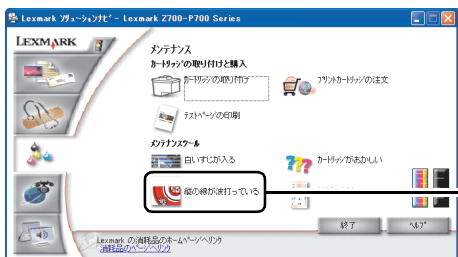 Lexmark ｿﾘｭｰｼｮﾝﾅﾋﾞ - Lexmark Z700-P700 Series
LEXMARK
メンテナンス
カートリッジの取り付けと購入
カートリッジの取り付け
プリントカートリッジの注文
テストページの印刷
メンテナンスツール
白いすじが入る
カートリッジがおかしい
縦の線が波打っている
終了
ヘルプ
Lexmark の消耗品のホームページへリンク
消耗品のページへリンク